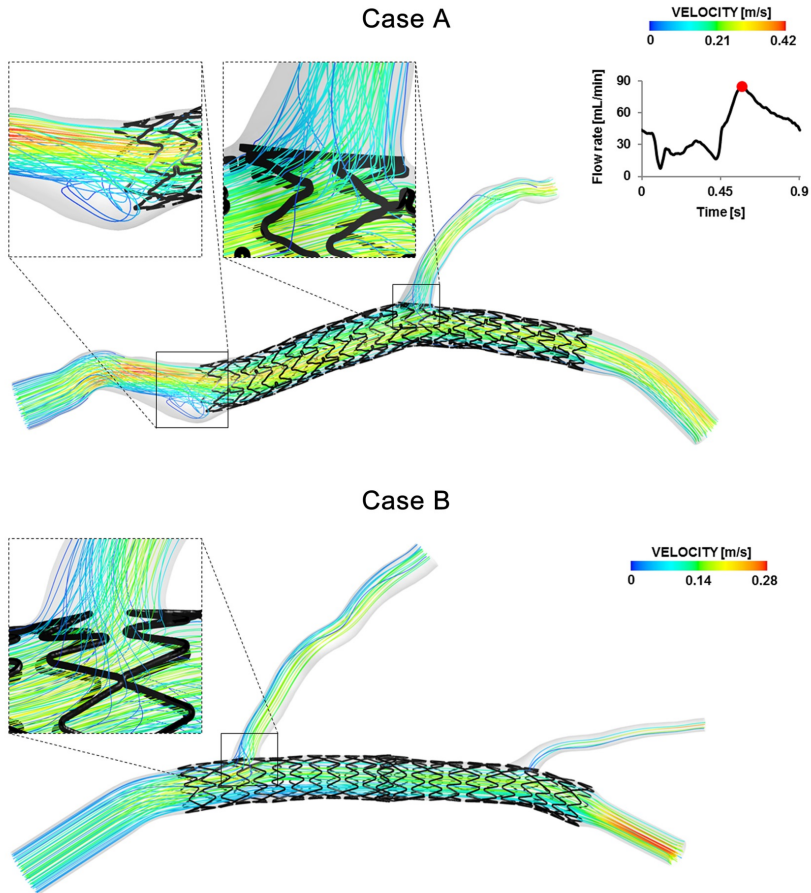 Case A
VELOCITY [m/s]
0 0.21 0.42
Flow rate [mL/min]
90
60
30
0
0 0.45 0.9
Time [s]
Case B
VELOCITY [m/s]
0 0.14 0.28